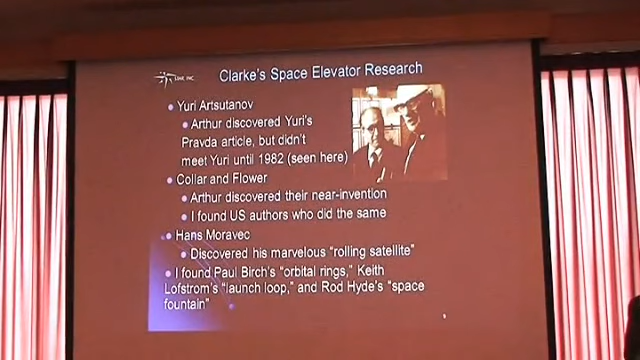 LINE INC.
Clarke's Space Elevator Research
• Yuri Artsutanov
• Arthur discovered Yuri's
Pravda article, but didn't
meet Yuri until 1982 (seen here)
• Collar and Flower
• Arthur discovered their near-invention
• I found US authors who did the same
• Hans Moravec
• Discovered his marvelous "rolling satellite"
• I found Paul Birch's "orbital rings," Keith
Lofstrom's "launch loop," and Rod Hyde's "space
fountain"